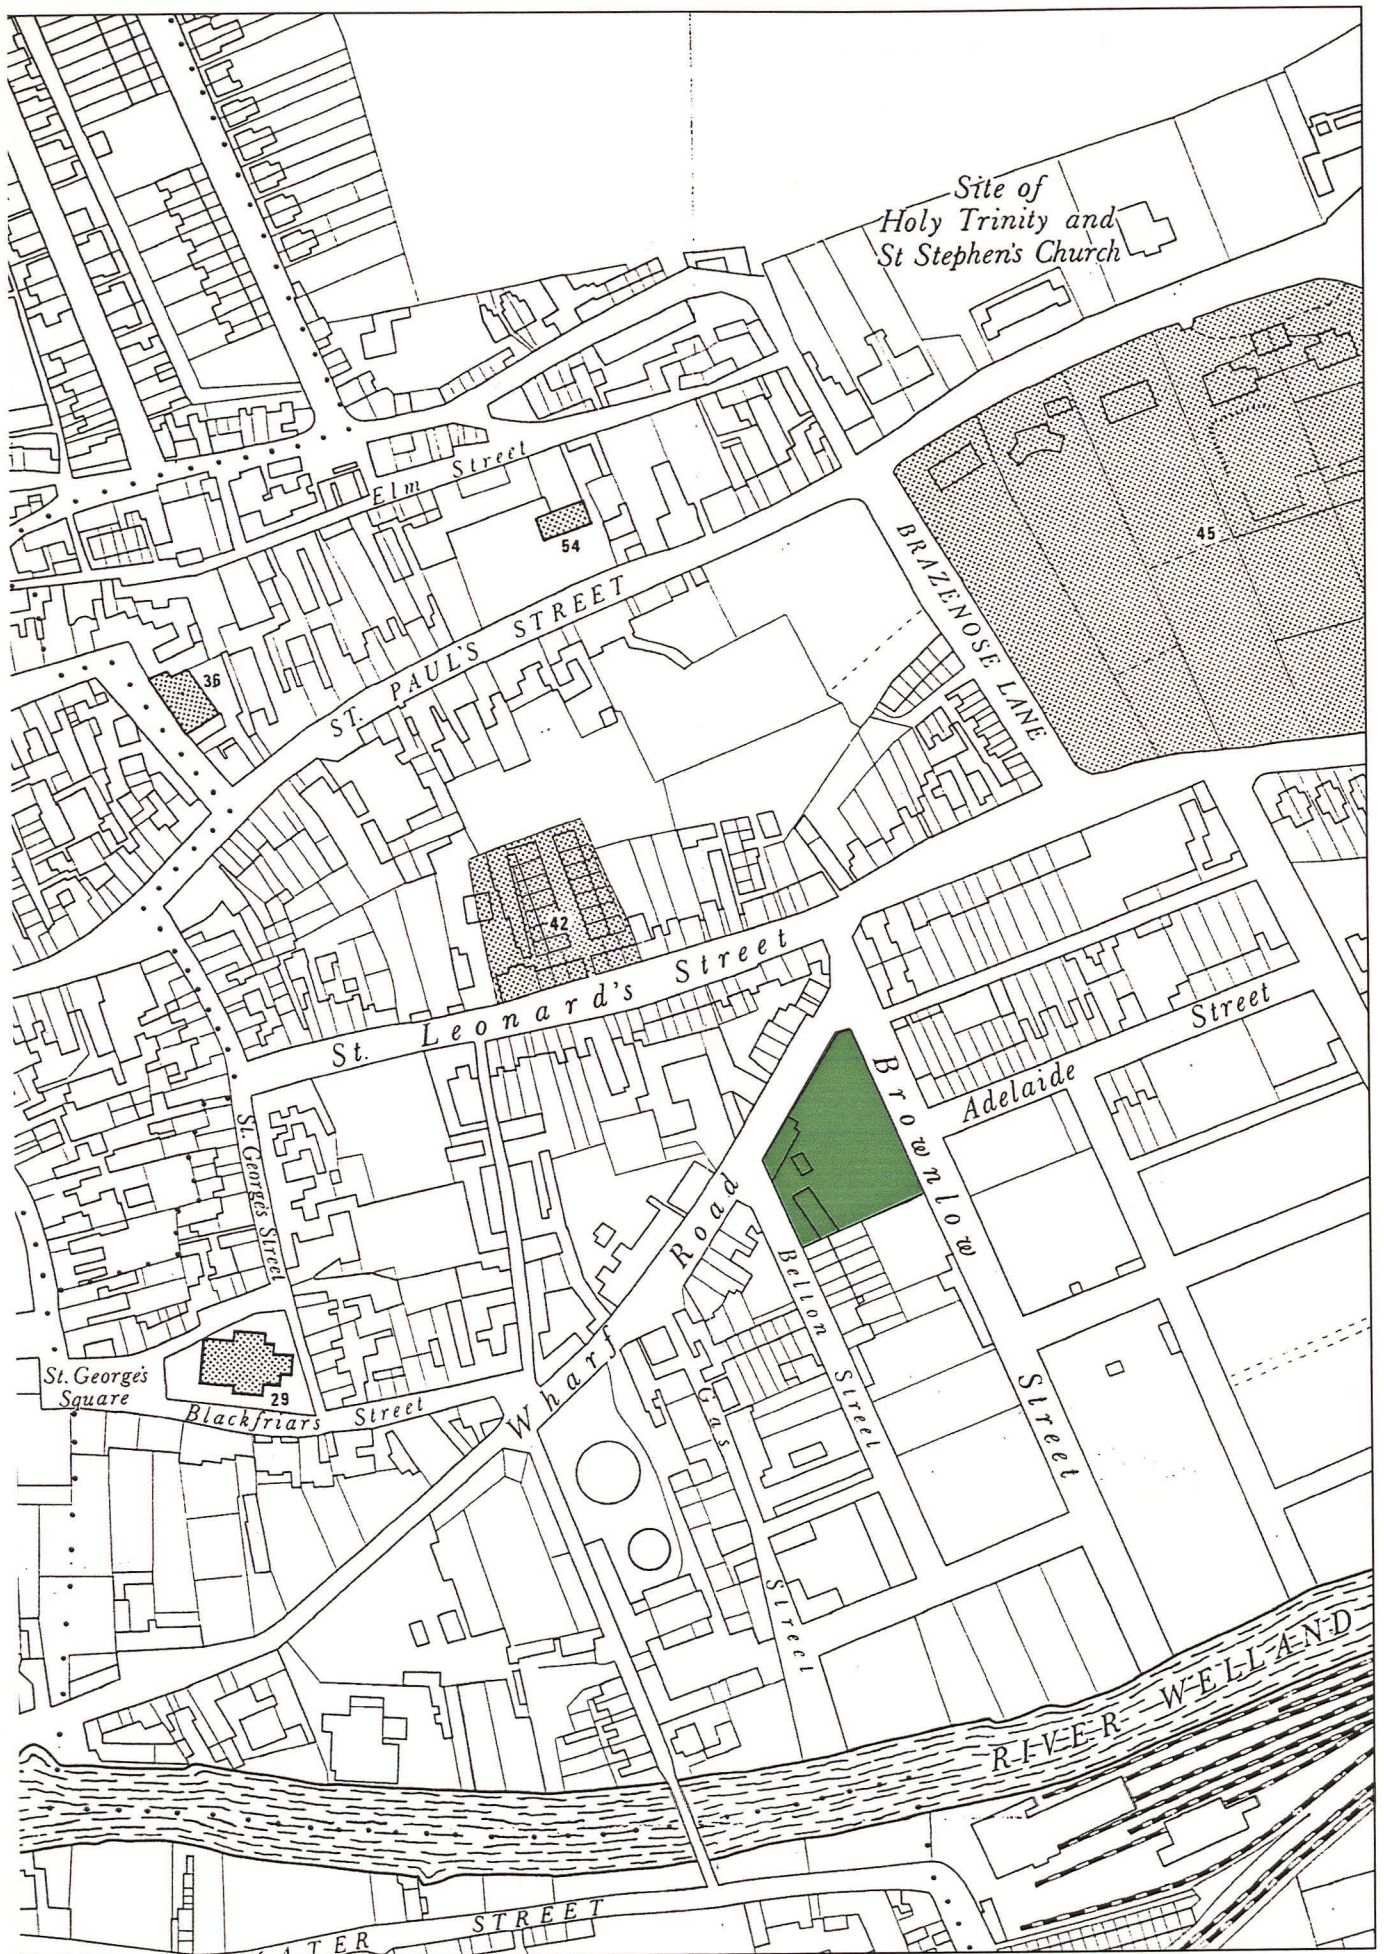 Site of
Holy Trinity and
St Stephen's Church
Elm Street
54
45
BRAZENOSE LANE
ST. PAUL'S STREET
36
42
St. Leonard's Street
Adelaide Street
Brownlow Street
St. George's Street
Wharf Road
Belton Street
Gas Street
St. George's
Square
29
Blackfriars Street
RIVER WELLAND
WATER STREET